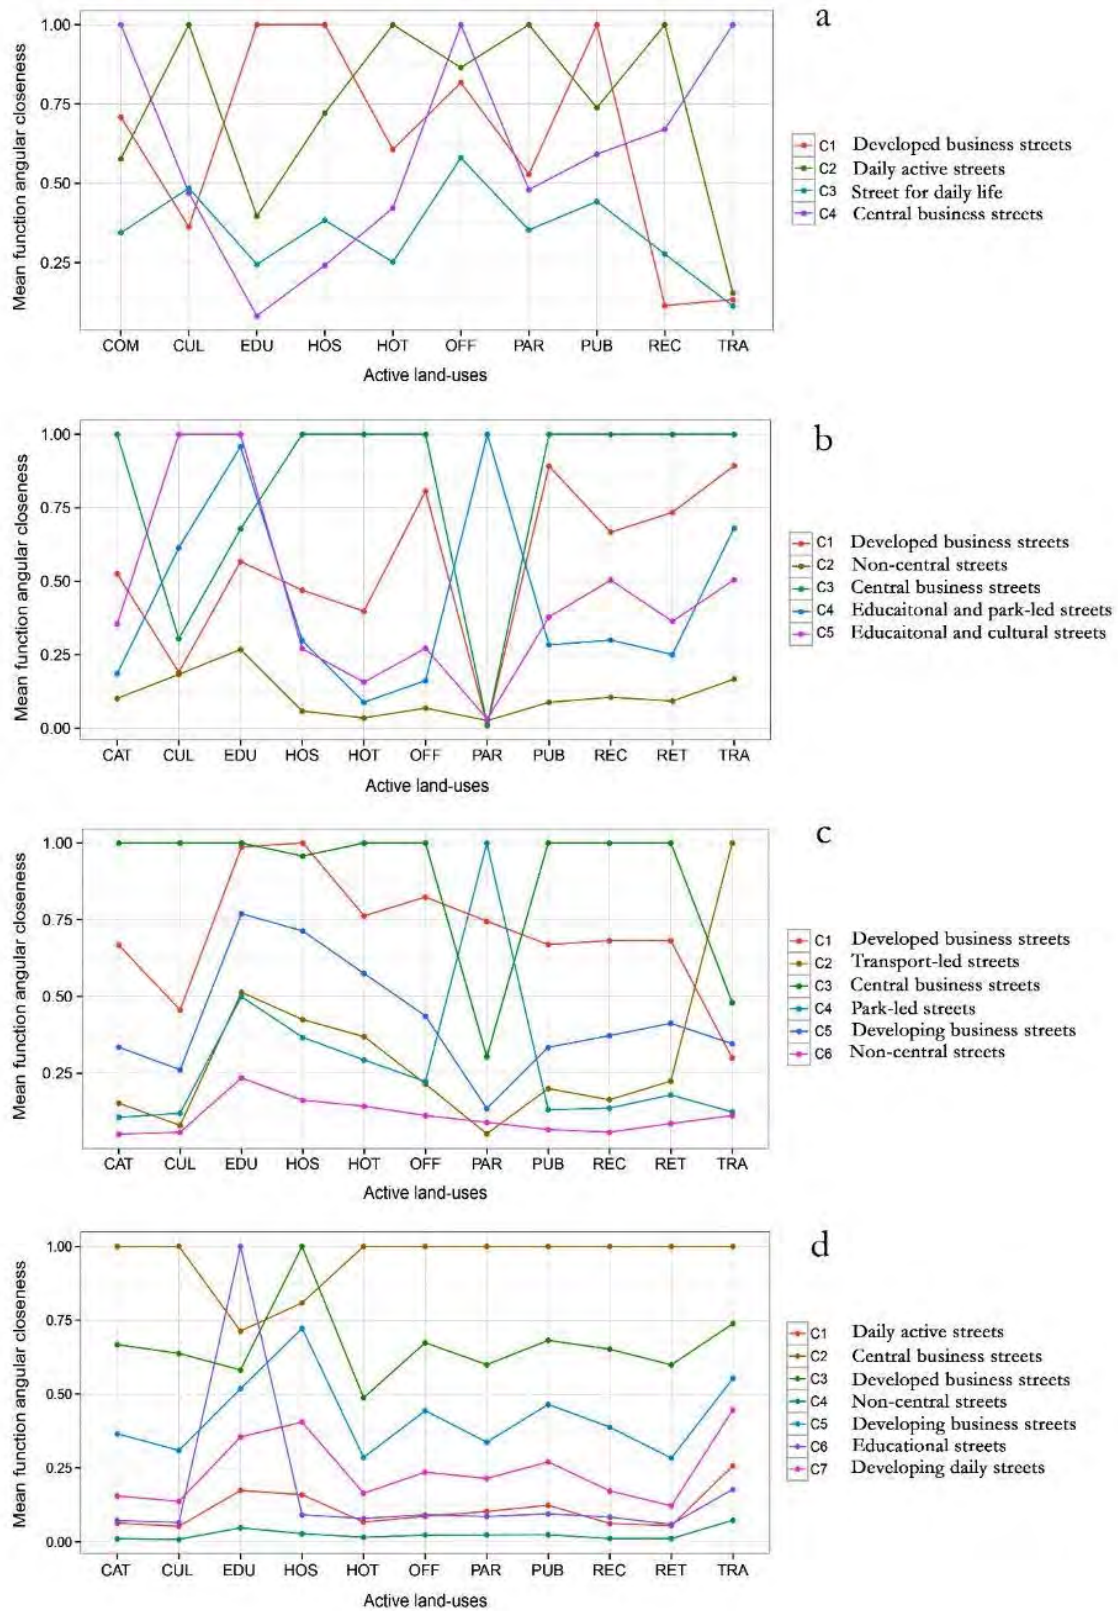 a
Mean function angular closeness
1.00
0.75
0.50
0.25
COM CUL EDU HOS HOT OFF PAR PUB REC TRA
Active land-uses
C1 Developed business streets
C2 Daily active streets
C3 Street for daily life
C4 Central business streets
b
Mean function angular closeness
1.00
0.75
0.50
0.25
0.00
CAT CUL EDU HOS HOT OFF PAR PUB REC RET TRA
Active land-uses
C1 Developed business streets
C2 Non-central streets
C3 Central business streets
C4 Educaitonal and park-led streets
C5 Educaitonal and cultural streets
c
Mean function angular closeness
1.00
0.75
0.50
0.25
CAT CUL EDU HOS HOT OFF PAR PUB REC RET TRA
Active land-uses
C1 Developed business streets
C2 Transport-led streets
C3 Central business streets
C4 Park-led streets
C5 Developing business streets
C6 Non-central streets
d
Mean function angular closeness
1.00
0.75
0.50
0.25
0.00
CAT CUL EDU HOS HOT OFF PAR PUB REC RET TRA
Active land-uses
C1 Daily active streets
C2 Central business streets
C3 Developed business streets
C4 Non-central streets
C5 Developing business streets
C6 Educational streets
C7 Developing daily streets